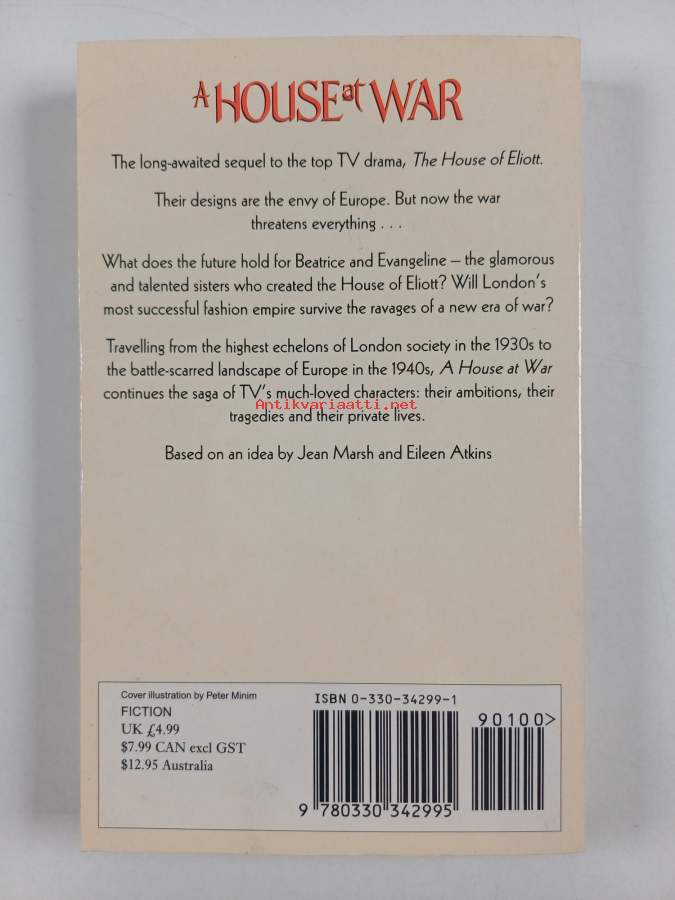 A HOUSE at WAR
The long-awaited sequel to the top TV drama, The House of Eliott.
Their designs are the envy of Europe. But now the war
threatens everything . . .
What does the future hold for Beatrice and Evangeline – the glamorous
and talented sisters who created the House of Eliott? Will London's
most successful fashion empire survive the ravages of a new era of war?
Travelling from the highest echelons of London society in the 1930s to
the battle-scarred landscape of Europe in the 1940s, A House at War
continues the saga of TV's much-loved characters: their ambitions, their
Antikvariaatti.net
tragedies and their private lives.
Based on an idea by Jean Marsh and Eileen Atkins
Cover illustration by Peter Minim
FICTION
UK £4.99
$7.99 CAN excl GST
$12.95 Australia
ISBN 0-330-34299-1
90100>
9 780330 342995